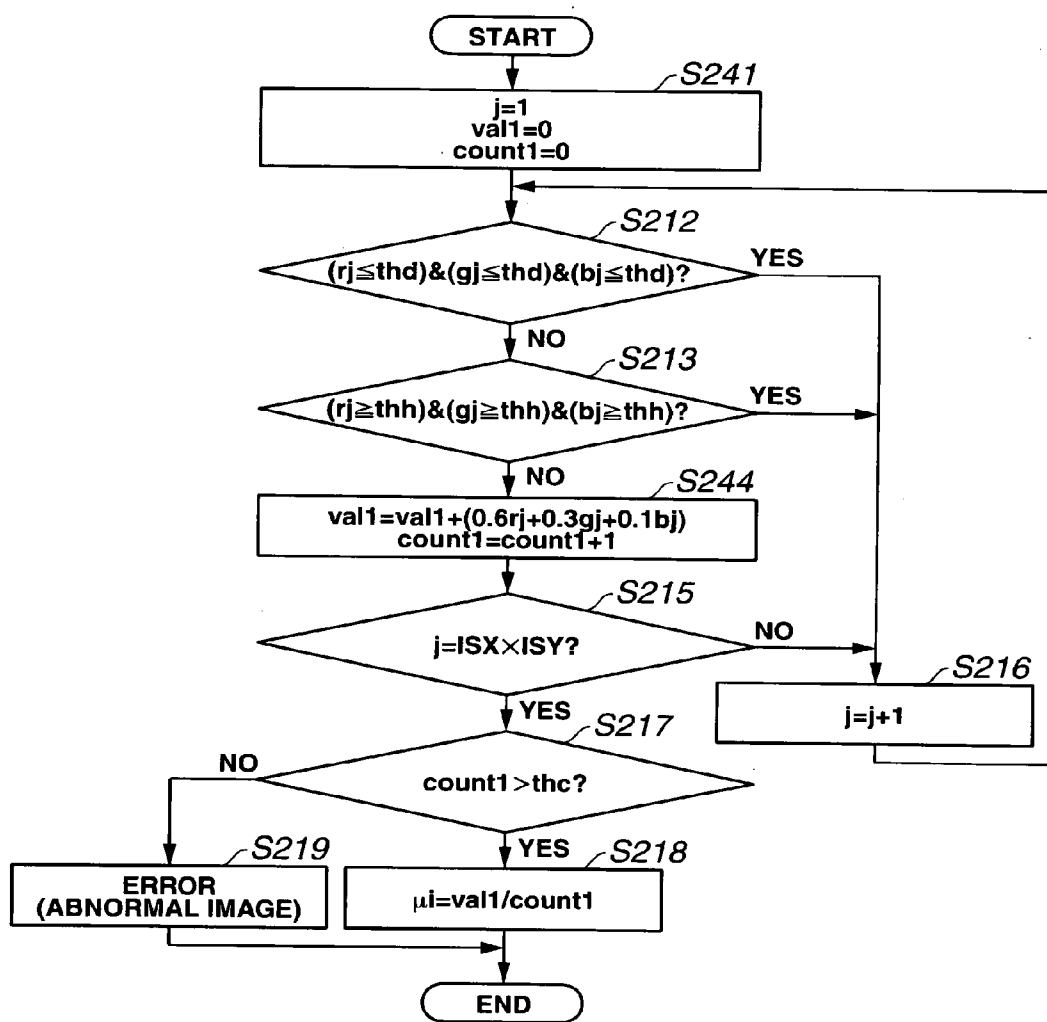 START
S241
j=1
val1=0
count1=0
S212
(rj≦thd)&(gj≦thd)&(bj≦thd)?
YES
NO
S213
(rj≧thh)&(gj≧thh)&(bj≧thh)?
YES
NO
S244
val1=val1+(0.6rj+0.3gj+0.1bj)
count1=count1+1
S215
j=ISX×ISY?
NO
S216
j=j+1
YES
S217
count1>thc?
NO
YES
S219
ERROR
(ABNORMAL IMAGE)
S218
μi=val1/count1
END